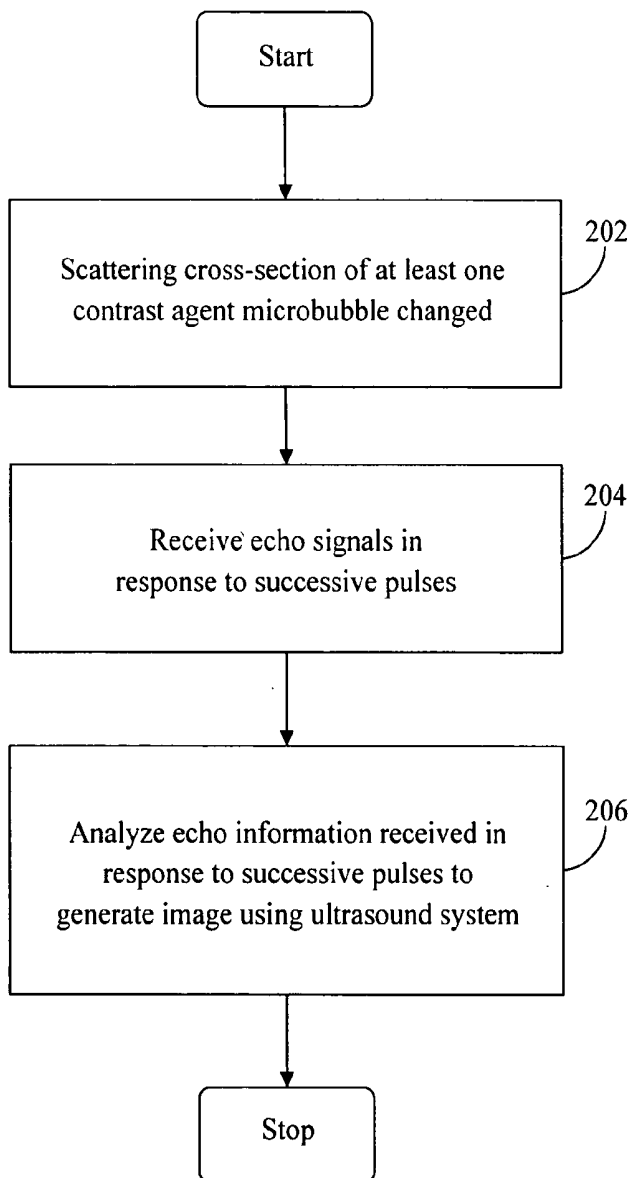 Start
202
Scattering cross-section of at least one
contrast agent microbubble changed
204
Receive echo signals in
response to successive pulses
206
Analyze echo information received in
response to successive pulses to
generate image using ultrasound system
Stop